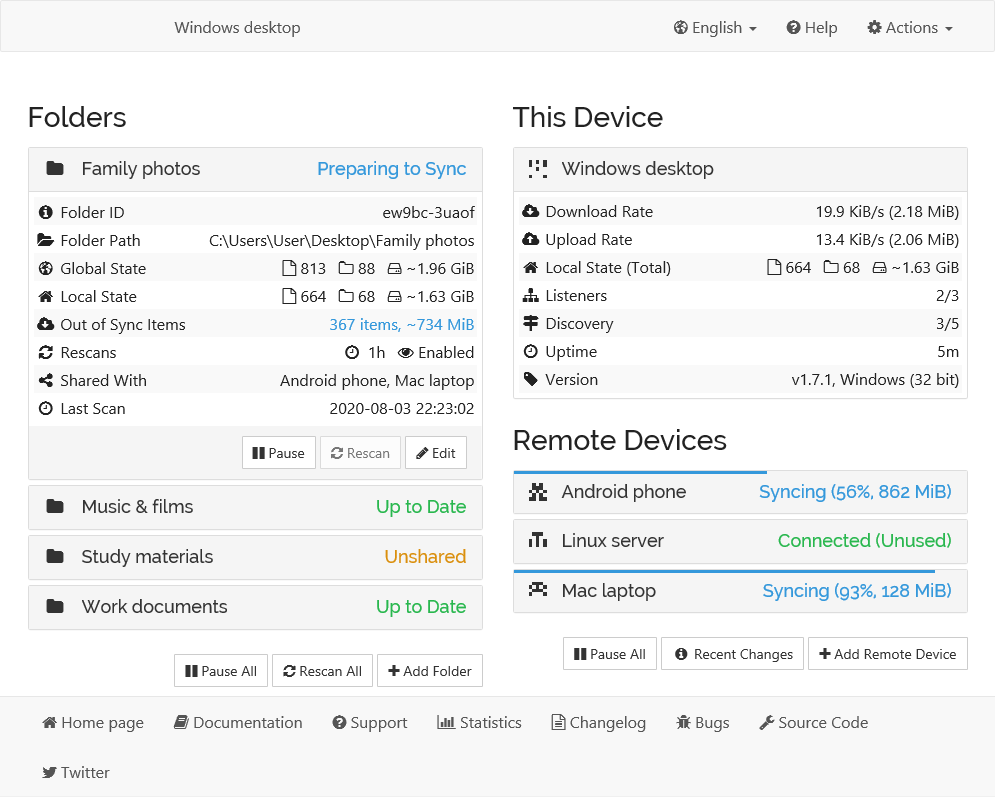 Windows desktop English Help Actions
Folders
Family photos Preparing to Sync
Folder ID ew9bc-3uaof
Folder Path C:\Users\User\Desktop\Family photos
Global State 813 88 ~1.96 GiB
Local State 664 68 ~1.63 GiB
Out of Sync Items 367 items, ~734 MiB
Rescans 1h Enabled
Shared With Android phone, Mac laptop
Last Scan 2020-08-03 22:23:02
Pause Rescan Edit
Music & films Up to Date
Study materials Unshared
Work documents Up to Date
Pause All Rescan All Add Folder
This Device
Windows desktop
Download Rate 19.9 KiB/s (2.18 MiB)
Upload Rate 13.4 KiB/s (2.06 MiB)
Local State (Total) 664 68 ~1.63 GiB
Listeners 2/3
Discovery 3/5
Uptime 5m
Version v1.7.1, Windows (32 bit)
Remote Devices
Android phone Syncing (56%, 862 MiB)
Linux server Connected (Unused)
Mac laptop Syncing (93%, 128 MiB)
Pause All Recent Changes Add Remote Device
Home page Documentation Support Statistics Changelog Bugs Source Code
Twitter